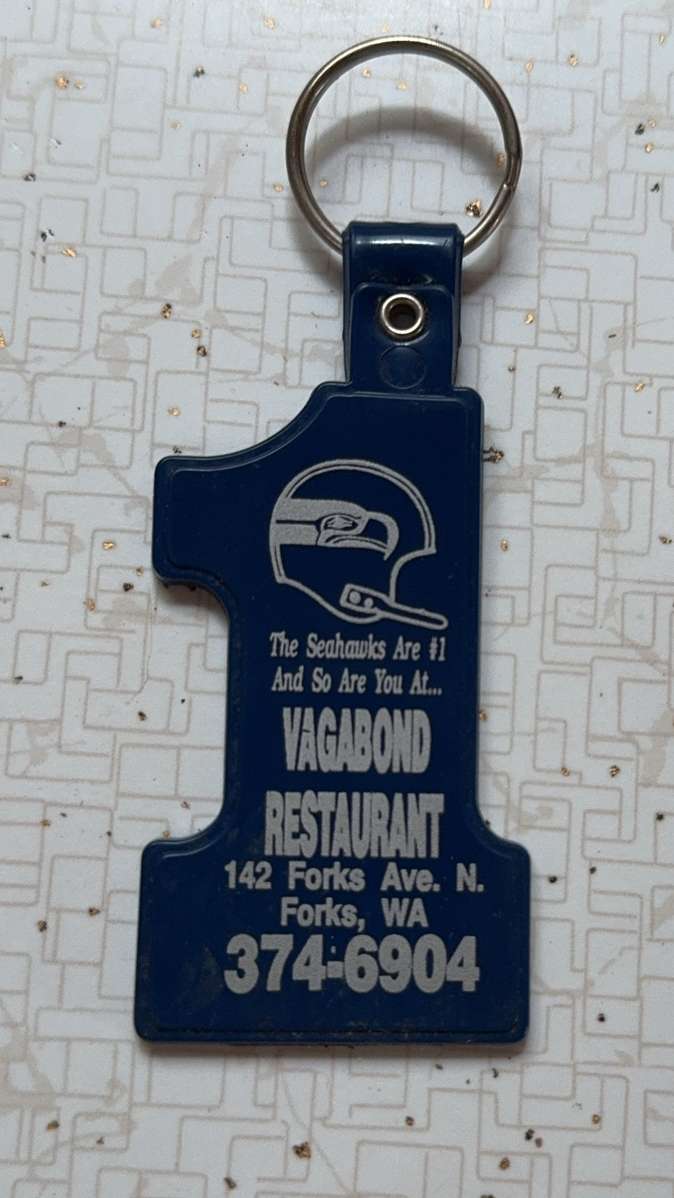 The Seahawks Are #1
And So Are You At...
VAGABOND
RESTAURANT
142 Forks Ave. N.
Forks, WA
374-6904